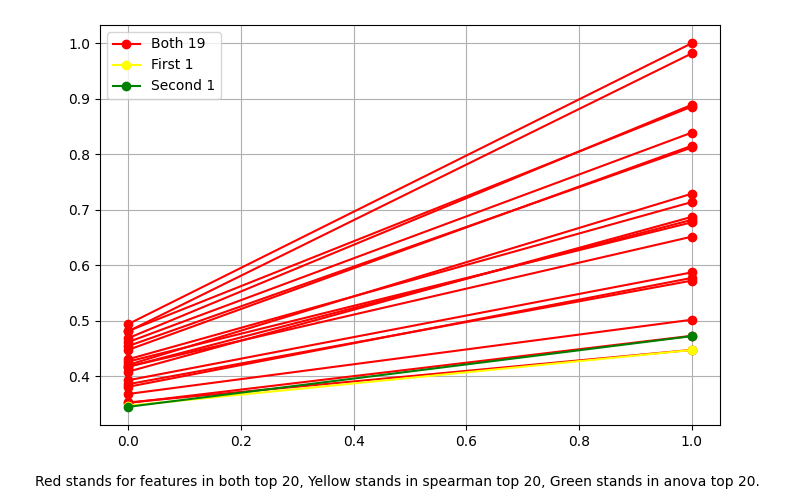 Both 19
First 1
Second 1
1.0
0.9
0.8
0.7
0.6
0.5
0.4
0.0 0.2 0.4 0.6 0.8 1.0
Red stands for features in both top 20, Yellow stands in spearman top 20, Green stands in anova top 20.